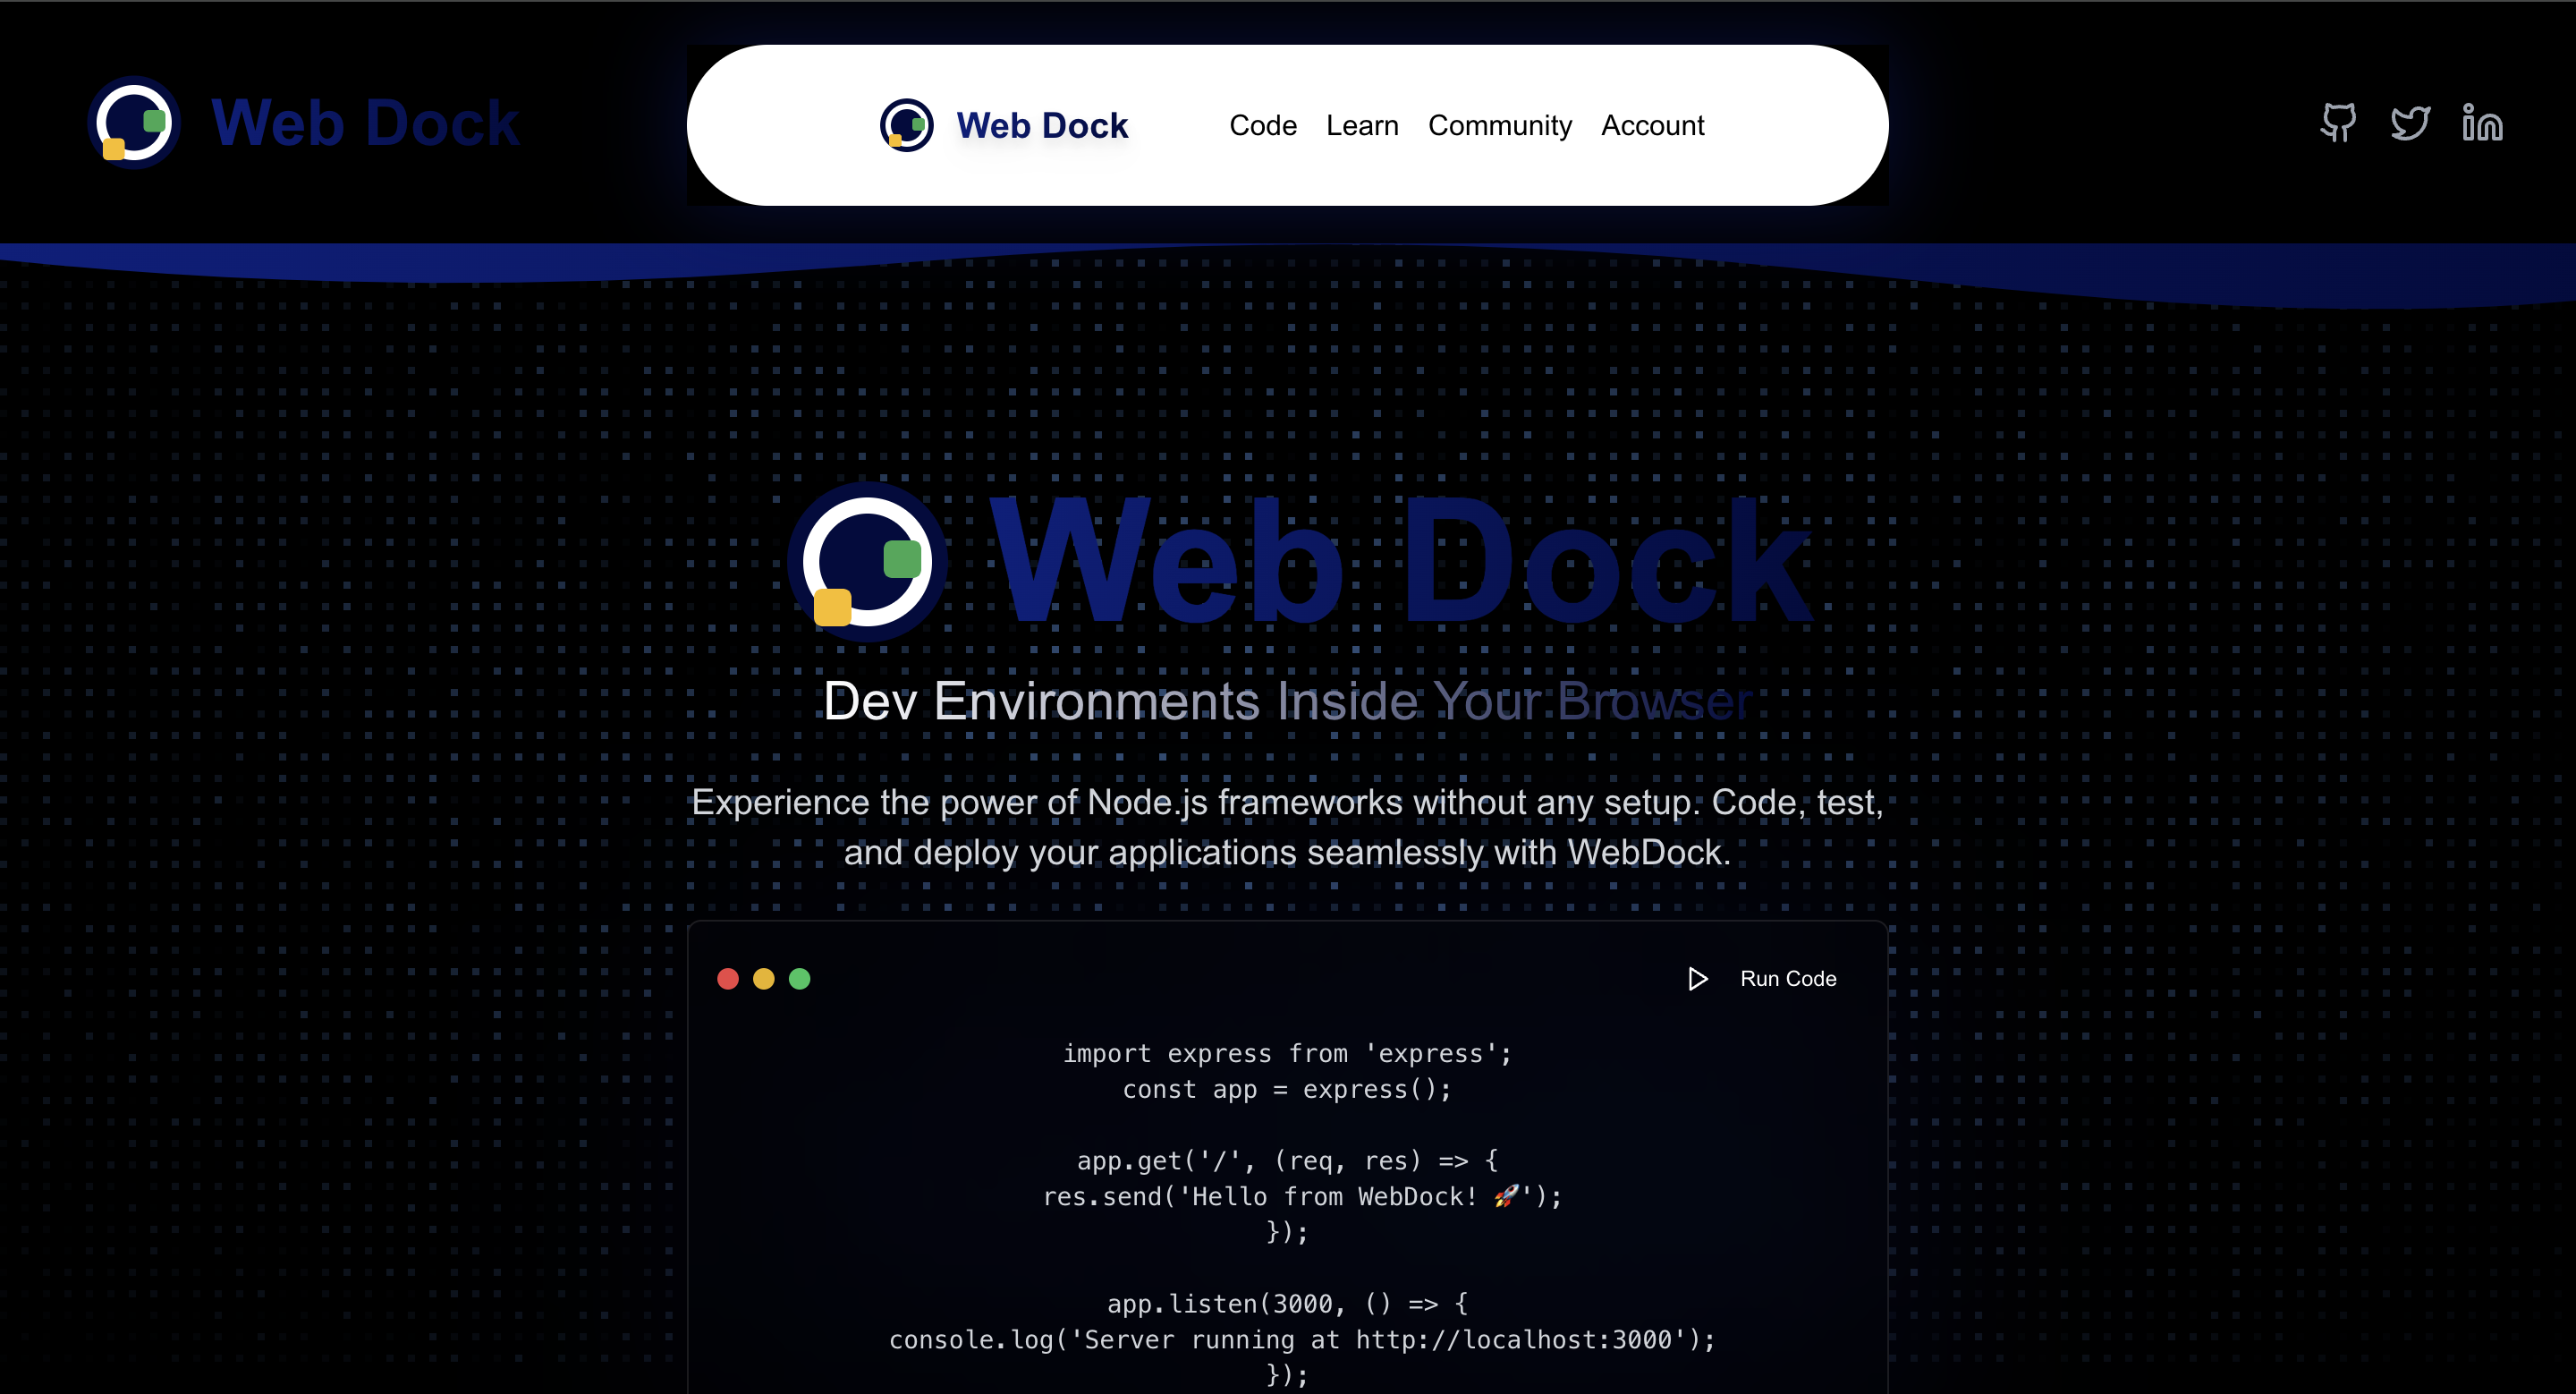 Web Dock
Web Dock
Code Learn Community Account
Web Dock
Dev Environments Inside Your Browser
Experience the power of Node.js frameworks without any setup. Code, test,
and deploy your applications seamlessly with WebDock.
Run Code
import express from 'express';
const app = express();
app.get('/', (req, res) => {
res.send('Hello from WebDock! 🚀');
});
app.listen(3000, () => {
console.log('Server running at http://localhost:3000');
});